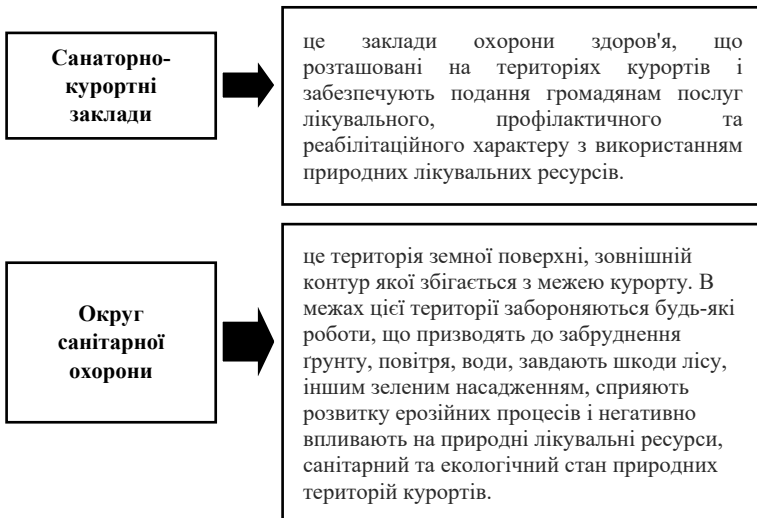 Санаторно-
курортні
заклади
це заклади охорони здоров'я, що
розташовані на територіях курортів і
забезпечують подання громадянам послуг
лікувального, профілактичного та
реабілітаційного характеру з використанням
природних лікувальних ресурсів.
Округ
санітарної
охорони
це територія земної поверхні, зовнішній
контур якої збігається з межею курорту. В
межах цієї території забороняються будь-які
роботи, що призводять до забруднення
ґрунту, повітря, води, завдають шкоди лісу,
іншим зеленим насадженням, сприяють
розвитку ерозійних процесів і негативно
впливають на природні лікувальні ресурси,
санітарний та екологічний стан природних
територій курортів.